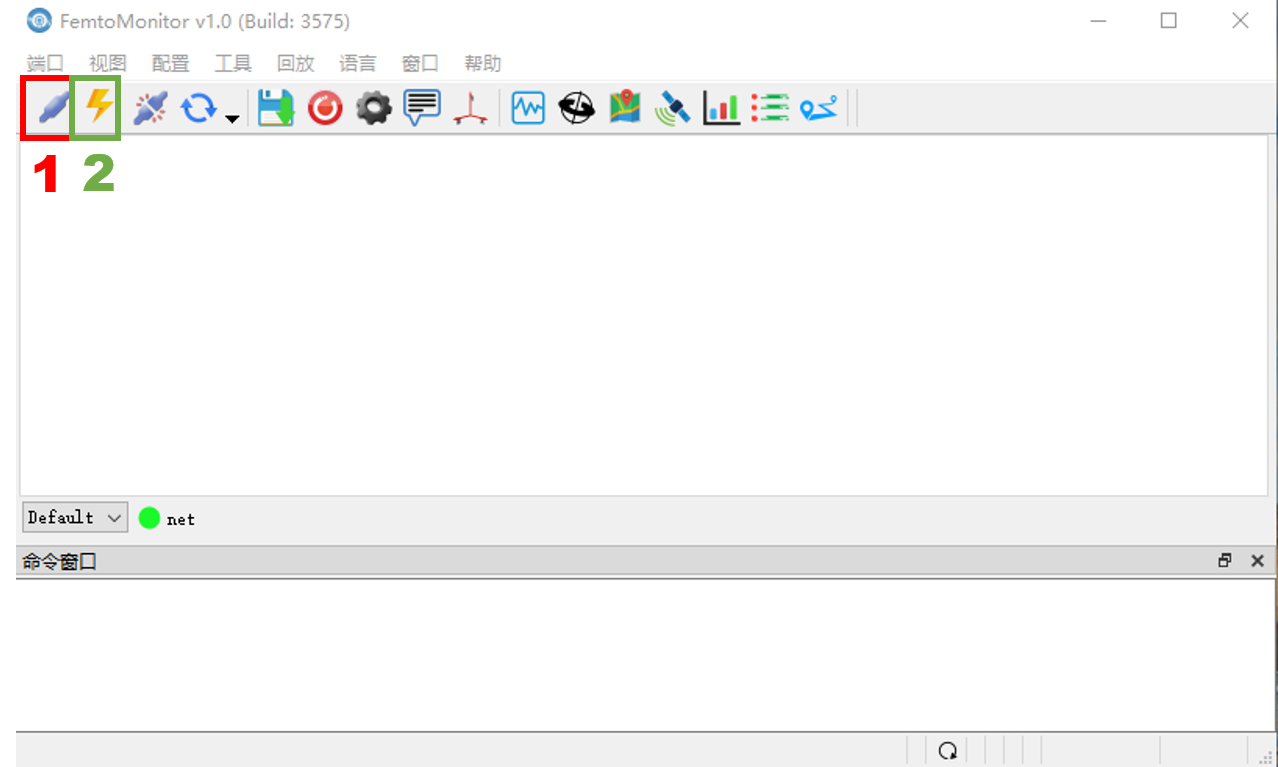 FemtoMonitor v1.0 (Build: 3575)
端口 视图 配置 工具 回放 语言 窗口 帮助
1 2
Default net
命令窗口